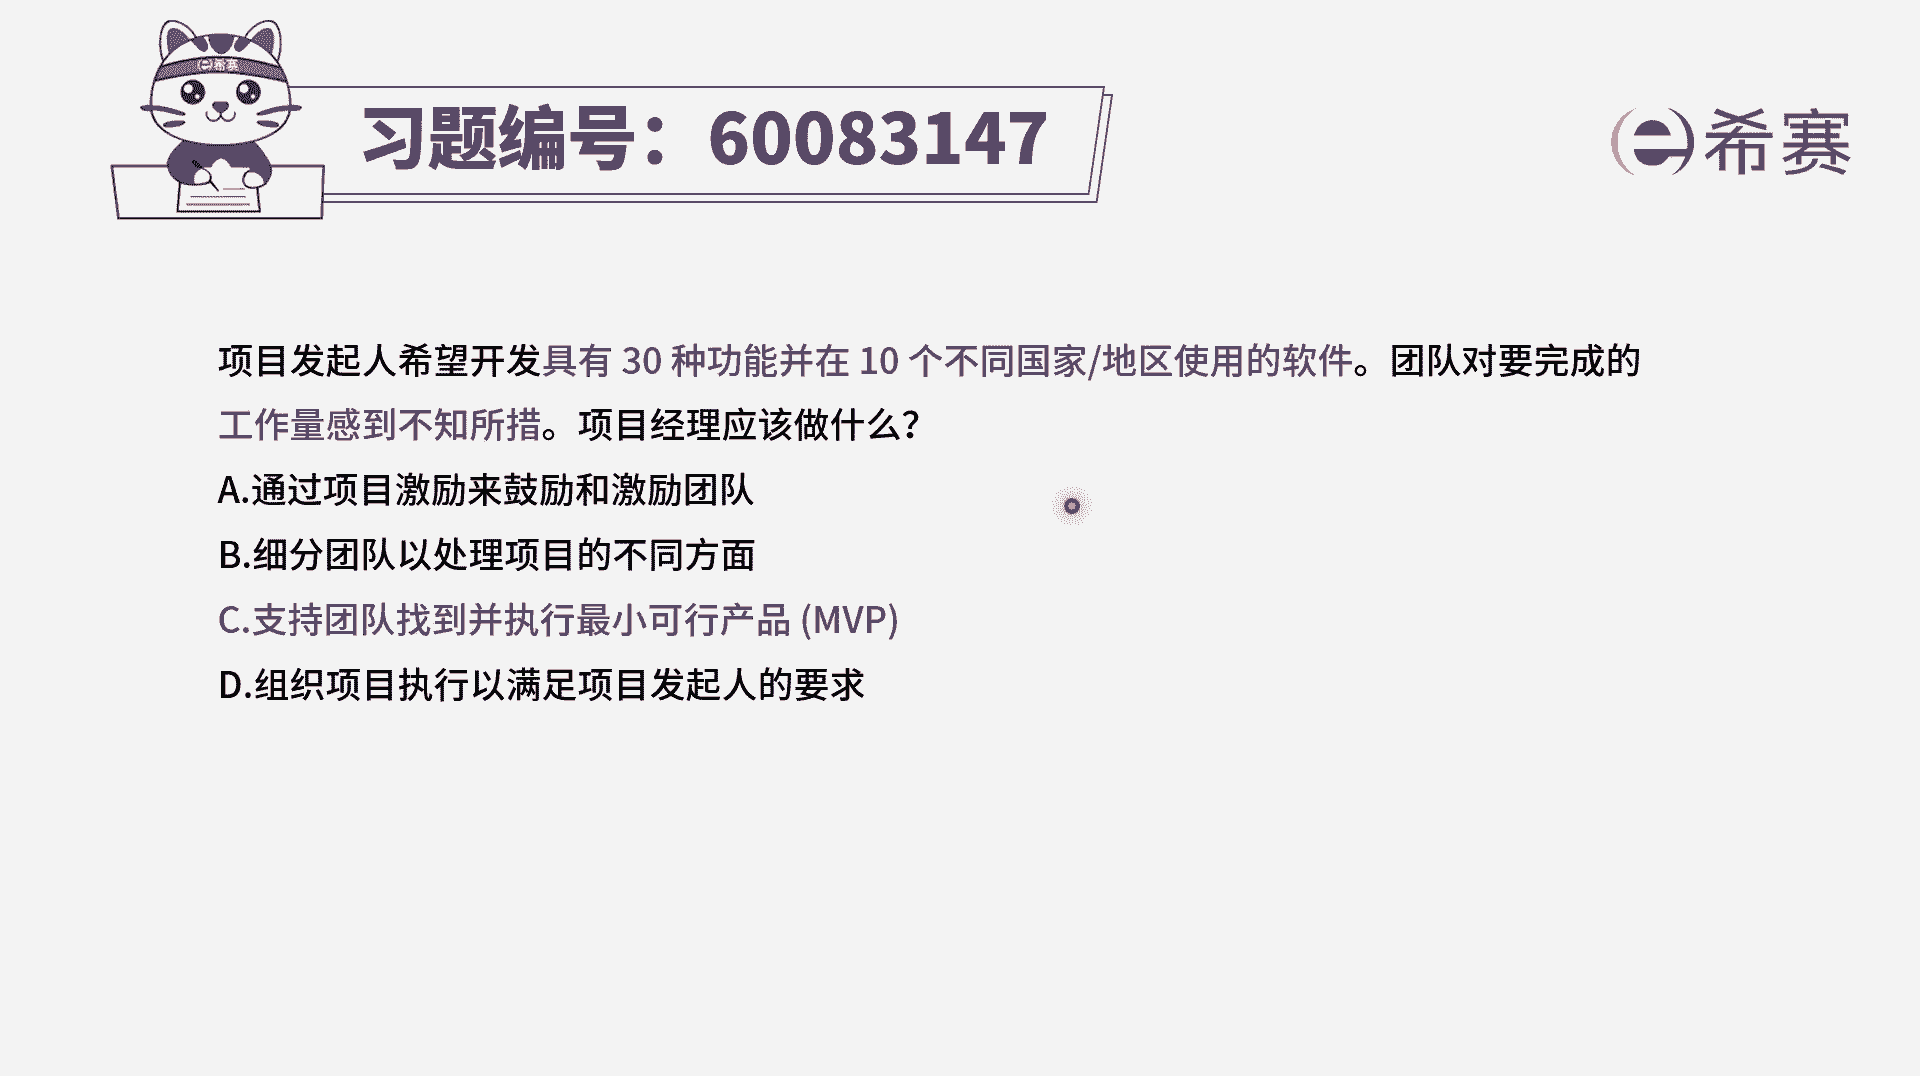 e希赛
习题编号：60083147
e希赛
项目发起人希望开发具有 30 种功能并在 10 个不同国家/地区使用的软件。团队对要完成的
工作量感到不知所措。项目经理应该做什么？
A.通过项目激励来鼓励和激励团队
B.细分团队以处理项目的不同方面
C.支持团队找到并执行最小可行产品 (MVP)
D.组织项目执行以满足项目发起人的要求